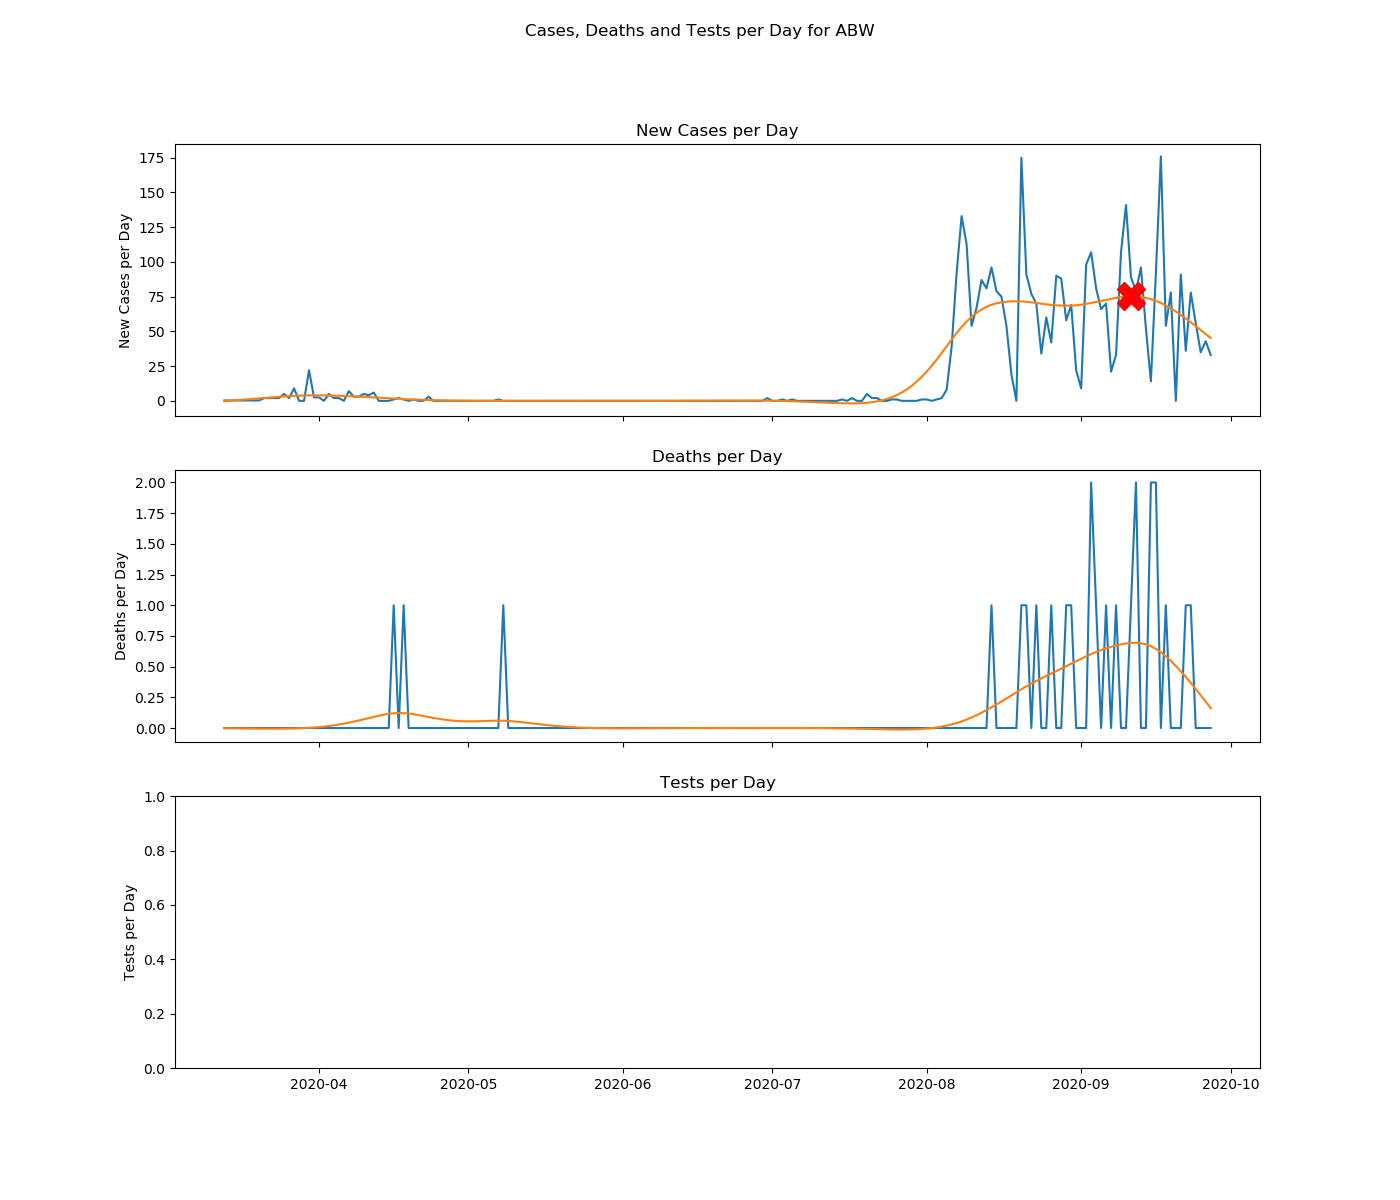 Cases, Deaths and Tests per Day for ABW
New Cases per Day
New Cases per Day
175
150
125
100
75
50
25
0
Deaths per Day
Deaths per Day
2.00
1.75
1.50
1.25
1.00
0.75
0.50
0.25
0.00
Tests per Day
Tests per Day
1.0
0.8
0.6
0.4
0.2
0.0
2020-04 2020-05 2020-06 2020-07 2020-08 2020-09 2020-10